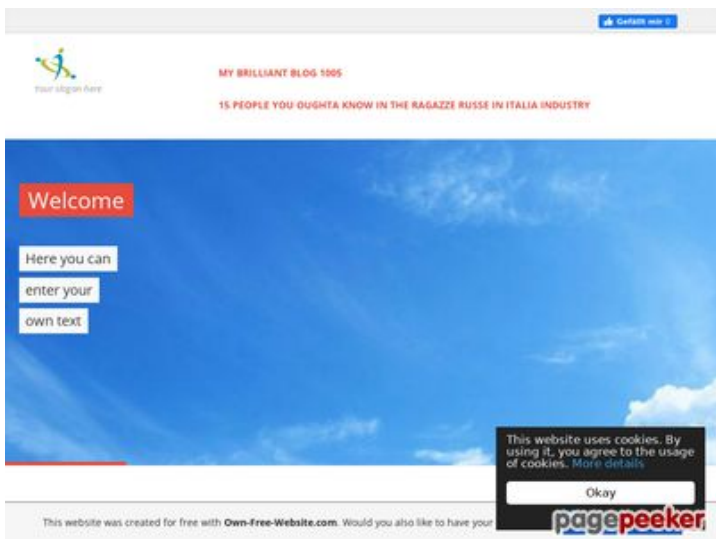 Gefällt mir 0
Your slogan here
MY BRILLIANT BLOG 1005
15 PEOPLE YOU OUGHTA KNOW IN THE RAGAZZE RUSSE IN ITALIA INDUSTRY
Welcome
Here you can
enter your
own text
This website uses cookies. By
using it, you agree to the usage
of cookies. More details
Okay
This website was created for free with Own-Free-Website.com. Would you also like to have your
pagepeeker